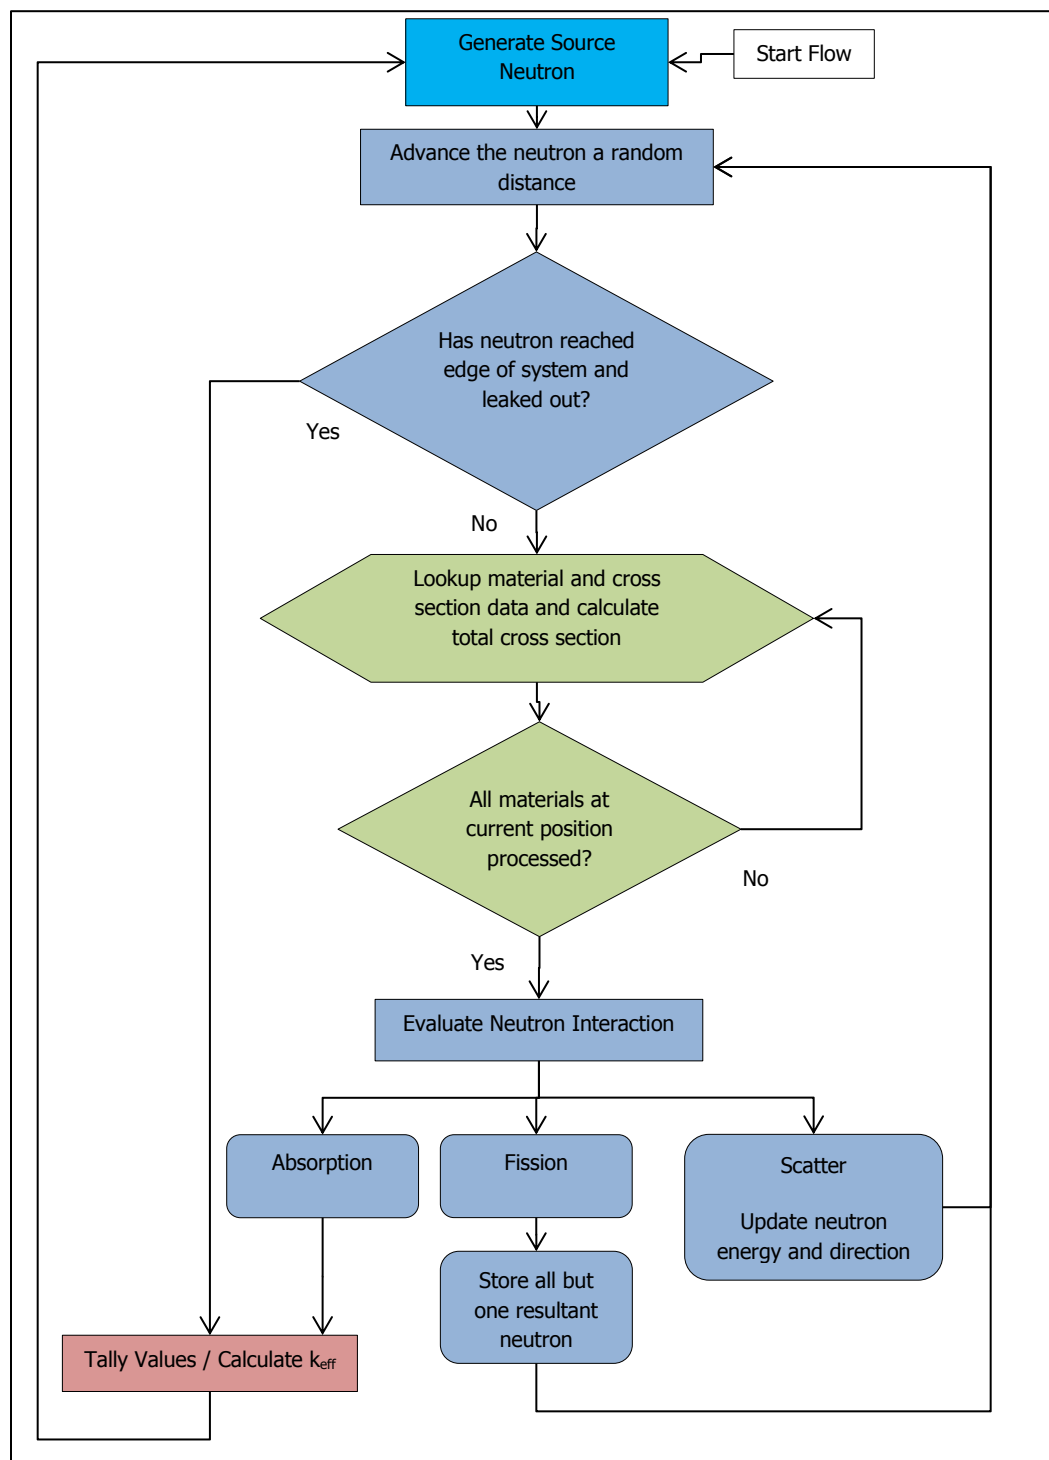 Generate Source
Neutron
Start Flow
Advance the neutron a random
distance
Has neutron reached
edge of system and
leaked out?
Yes
No
Lookup material and cross
section data and calculate
total cross section
All materials at
current position
processed?
No
Yes
Evaluate Neutron Interaction
Absorption
Fission
Scatter
Update neutron
energy and direction
Store all but
one resultant
neutron
Tally Values / Calculate keff